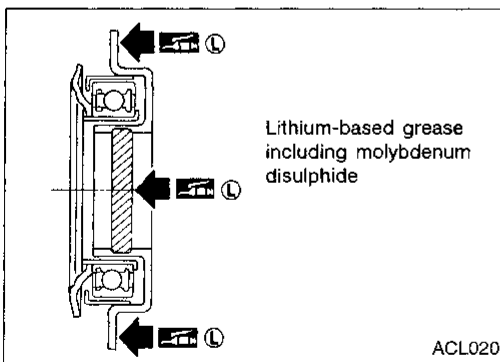 Ⓛ
Lithium-based grease
including molybdenum
disulphide
Ⓛ
Ⓛ
ACL020